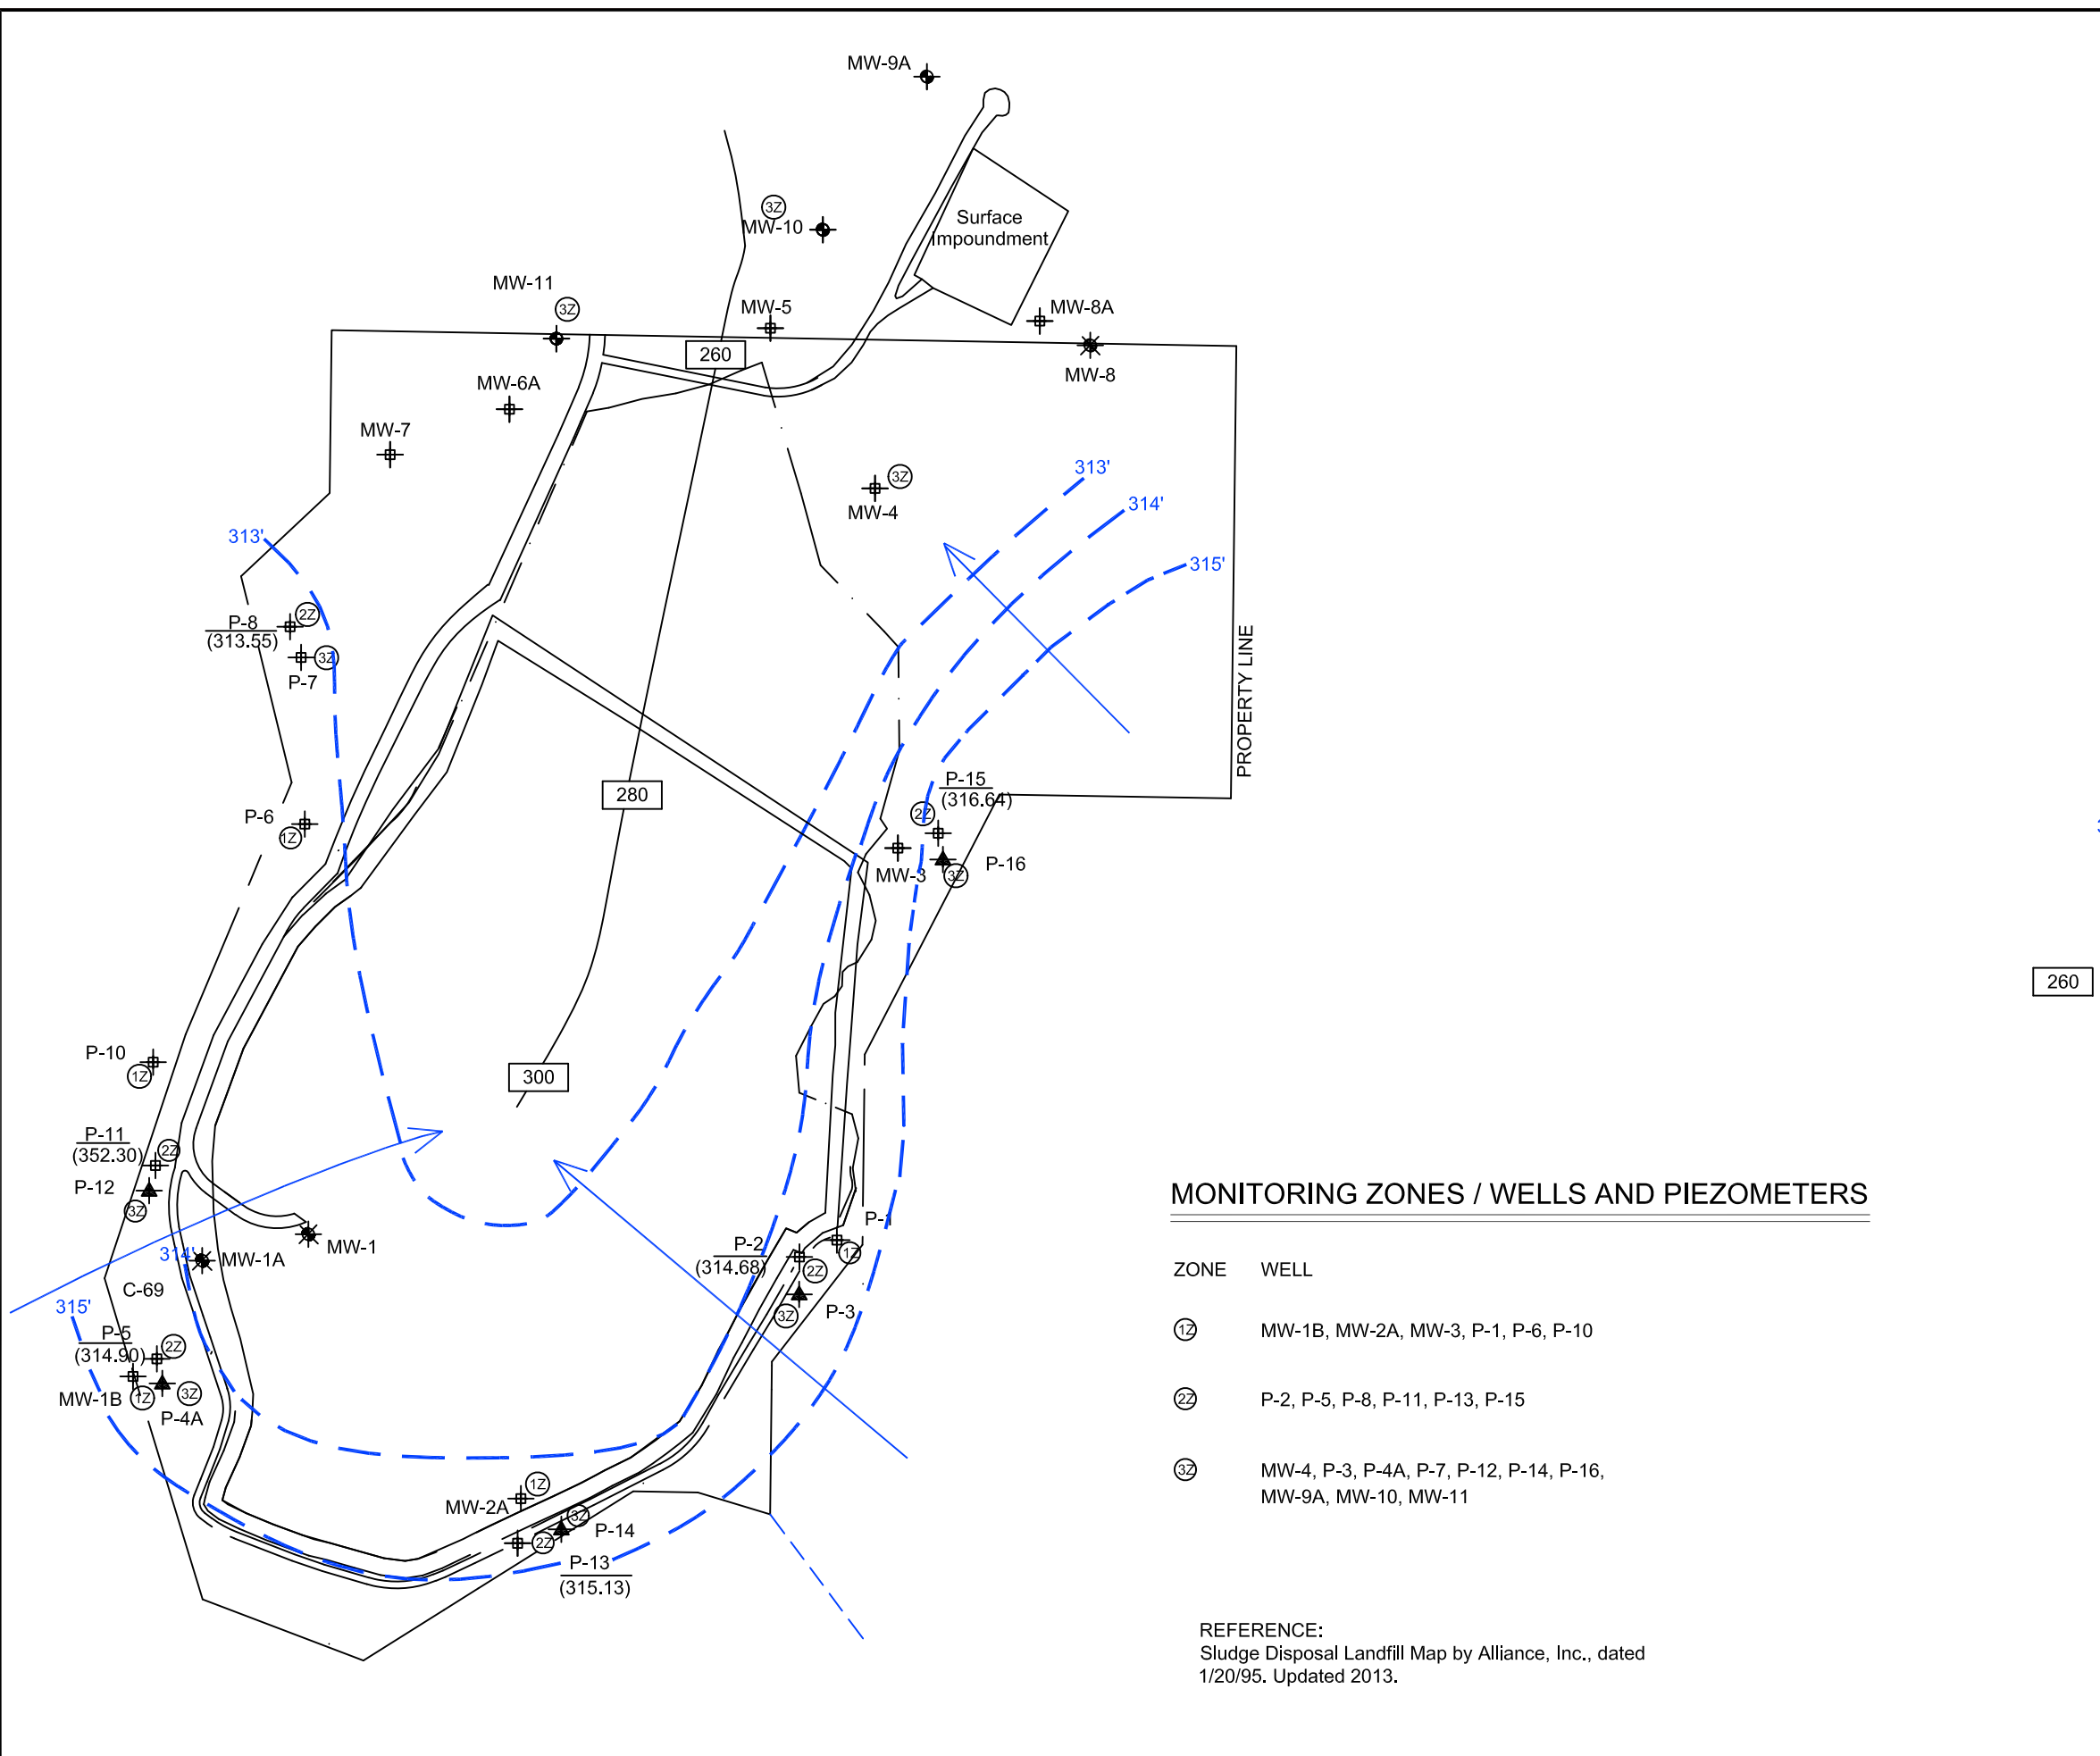 MW-9A
3Z
MW-10
Surface
Impoundment
MW-11
3Z
MW-5
MW-8A
260
MW-8
MW-6A
MW-7
313'
3Z
MW-4
314'
313'
315'
2Z
P-8
(313.55)
3Z
P-7
PROPERTY LINE
280
P-15
(316.64)
2Z
P-6
1Z
MW-3
P-16
3Z
260
P-10
1Z
300
P-11
(352.30)
2Z
P-12
3Z
MONITORING ZONES / WELLS AND PIEZOMETERS
P-1
1Z
P-2
(314.68)
2Z
MW-1
314'
MW-1A
C-69
ZONE WELL
315'
3Z
P-3
P-5
(314.90)
2Z
1Z MW-1B, MW-2A, MW-3, P-1, P-6, P-10
MW-1B
1Z
3Z
P-4A
2Z P-2, P-5, P-8, P-11, P-13, P-15
3Z MW-4, P-3, P-4A, P-7, P-12, P-14, P-16,
MW-9A, MW-10, MW-11
1Z
MW-2A
3Z
P-14
2Z
P-13
(315.13)
REFERENCE:
Sludge Disposal Landfill Map by Alliance, Inc., dated
1/20/95. Updated 2013.